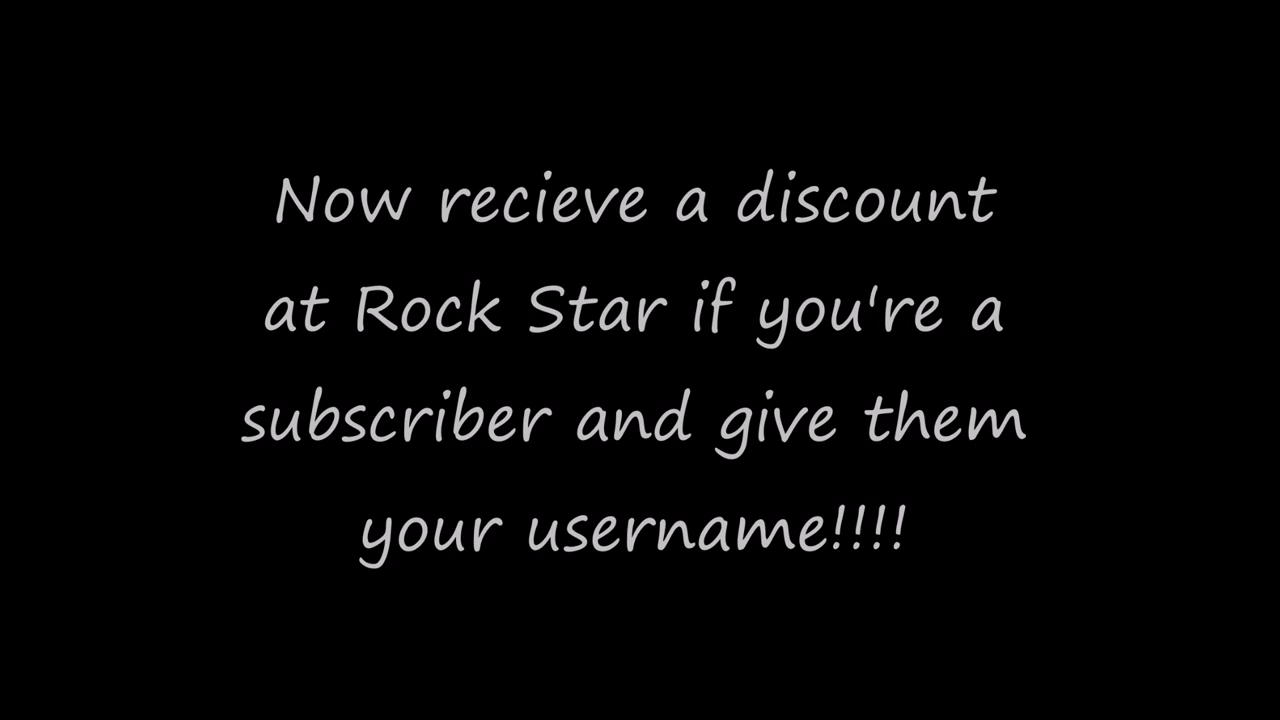 Now recieve a discount
at Rock Star if you're a
subscriber and give them
your username!!!!